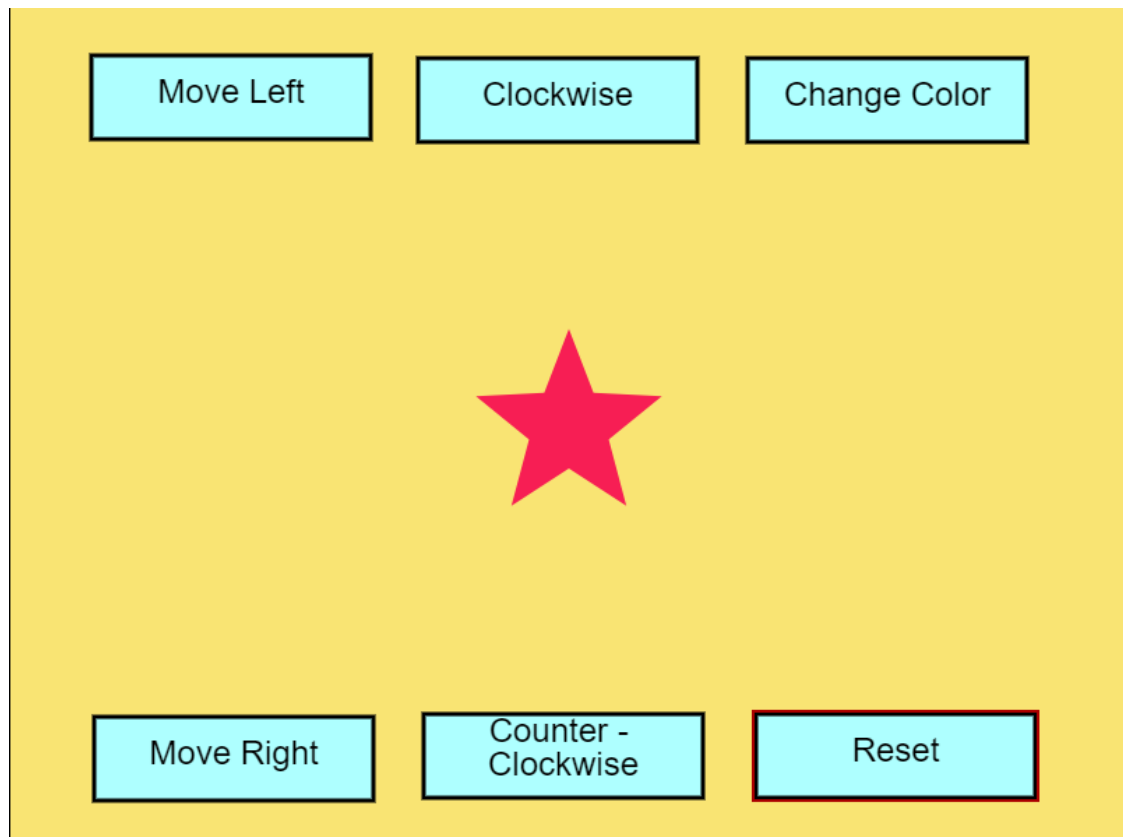 Move Left
Clockwise
Change Color
Move Right
Counter -
Clockwise
Reset